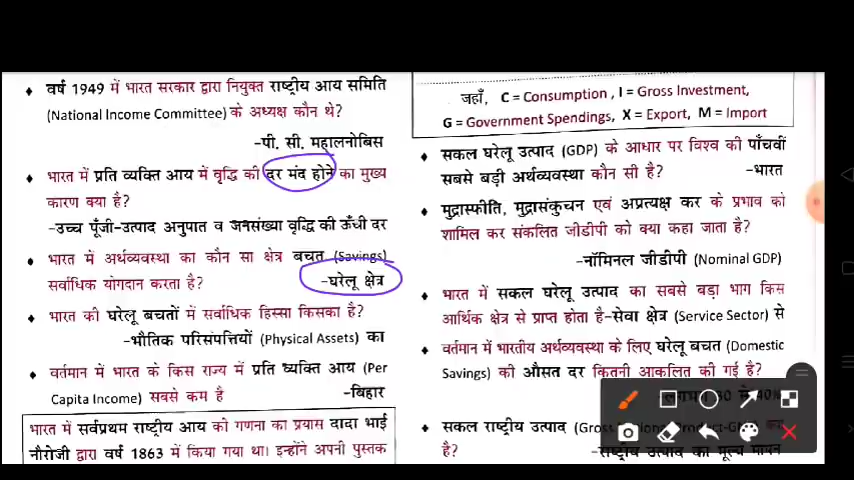 ♦ वर्ष 1949 में भारत सरकार द्वारा नियुक्त राष्ट्रीय आय समिति
(National Income Committee) के अध्यक्ष कौन थे?
-पी. सी. महालनोबिस
♦ भारत में प्रति व्यक्ति आय में वृद्धि की दर मंद होने का मुख्य
कारण क्या है?
-उच्च पूँजी-उत्पाद अनुपात व जनसंख्या वृद्धि की ऊँची दर
♦ भारत में अर्थव्यवस्था का कौन सा क्षेत्र बचत (Savings)
सर्वाधिक योगदान करता है?
-घरेलू क्षेत्र
♦ भारत की घरेलू बचतों में सर्वाधिक हिस्सा किसका है?
-भौतिक परिसंपत्तियों (Physical Assets) का
♦ वर्तमान में भारत के किस राज्य में प्रति व्यक्ति आय (Per
Capita Income) सबसे कम है
-बिहार
भारत में सर्वप्रथम राष्ट्रीय आय की गणना का प्रयास दादा भाई
नौरोजी द्वारा वर्ष 1863 में किया गया था। इन्होंने अपनी पुस्तक
जहाँ, C = Consumption , I = Gross Investment,
G = Government Spendings, X = Export, M = Import
♦ सकल घरेलू उत्पाद (GDP) के आधार पर विश्व की पाँचवीं
सबसे बड़ी अर्थव्यवस्था कौन सी है?
-भारत
♦ मुद्रास्फीति, मुद्रासंकुचन एवं अप्रत्यक्ष कर के प्रभाव को
शामिल कर संकलित जीडीपी को क्या कहा जाता है?
-नॉमिनल जीडीपी (Nominal GDP)
♦ भारत में सकल घरेलू उत्पाद का सबसे बड़ा भाग किस
आर्थिक क्षेत्र से प्राप्त होता है-सेवा क्षेत्र (Service Sector) से
♦ वर्तमान में भारतीय अर्थव्यवस्था के लिए घरेलू बचत (Domestic
Savings) की औसत दर कितनी आकलित की गई है?
♦ सकल राष्ट्रीय उत्पाद (Gross
है?
-राष्ट्रीय उत्पाद का मूल्य मापन